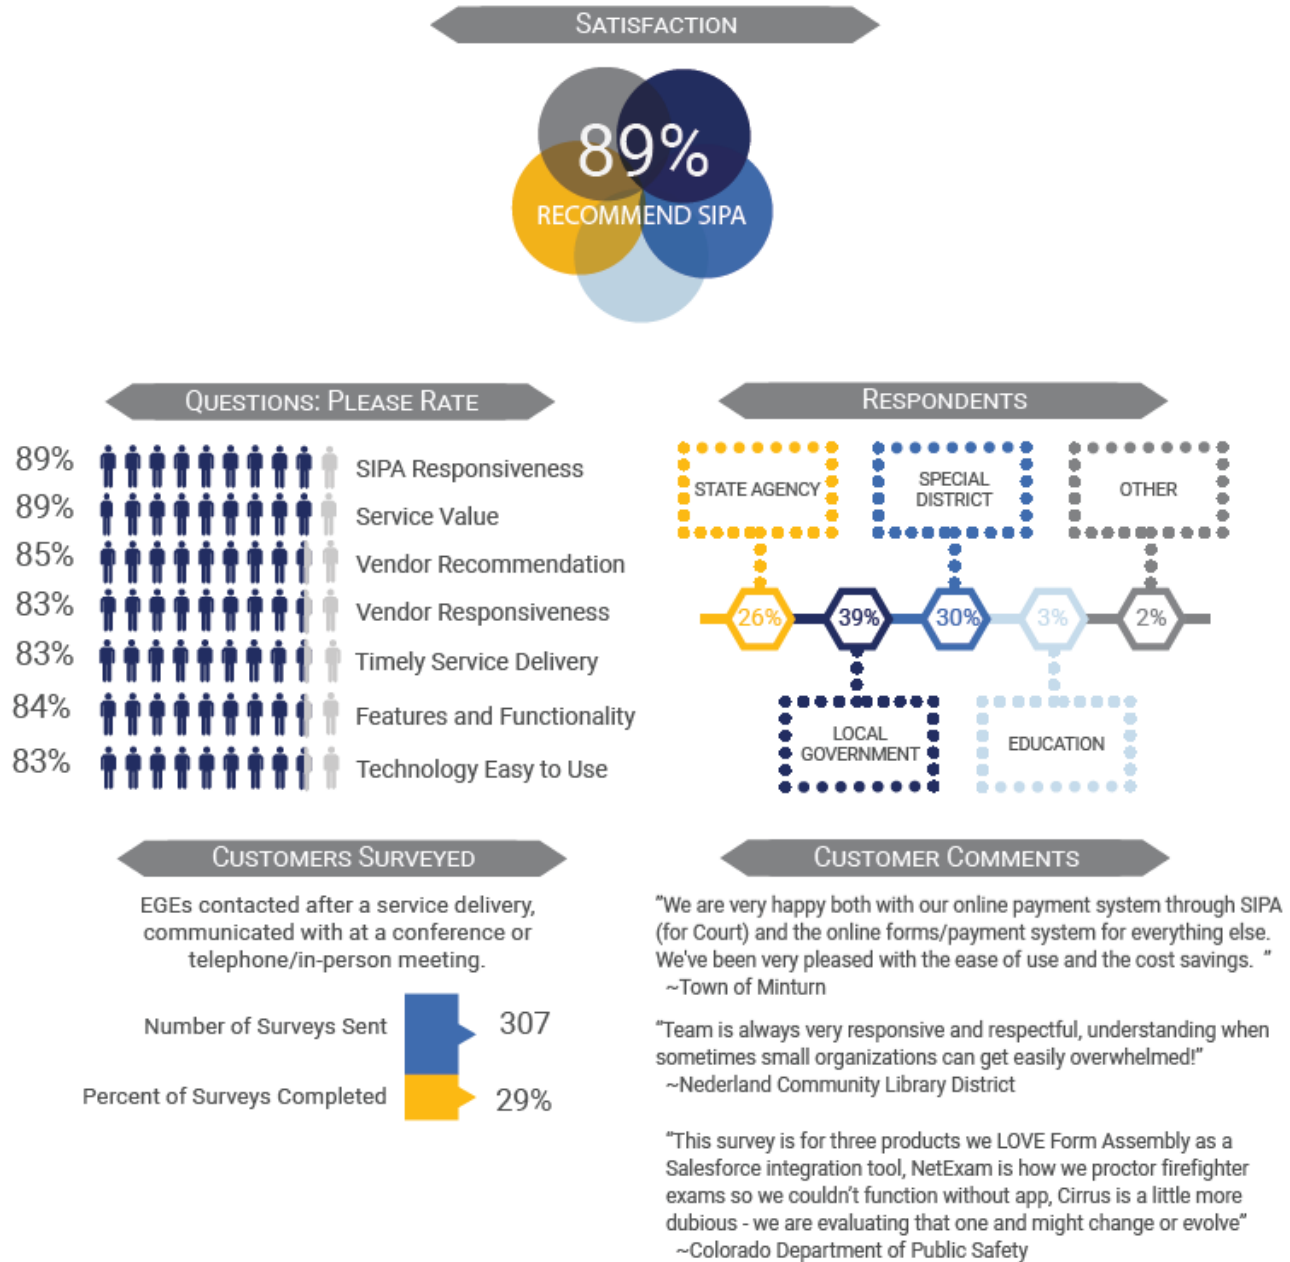 SATISFACTION
89%
RECOMMEND SIPA
QUESTIONS: PLEASE RATE
89% SIPA Responsiveness
89% Service Value
85% Vendor Recommendation
83% Vendor Responsiveness
83% Timely Service Delivery
84% Features and Functionality
83% Technology Easy to Use
RESPONDENTS
STATE AGENCY
SPECIAL
DISTRICT
OTHER
26% 39% 30% 3% 2%
LOCAL
GOVERNMENT
EDUCATION
CUSTOMERS SURVEYED
EGEs contacted after a service delivery,
communicated with at a conference or
telephone/in-person meeting.
Number of Surveys Sent 307
Percent of Surveys Completed 29%
CUSTOMER COMMENTS
"We are very happy both with our online payment system through SIPA
(for Court) and the online forms/payment system for everything else.
We've been very pleased with the ease of use and the cost savings. "
~Town of Minturn
"Team is always very responsive and respectful, understanding when
sometimes small organizations can get easily overwhelmed!"
~Nederland Community Library District
"This survey is for three products we LOVE Form Assembly as a
Salesforce integration tool, NetExam is how we proctor firefighter
exams so we couldn't function without app, Cirrus is a little more
dubious - we are evaluating that one and might change or evolve"
~Colorado Department of Public Safety